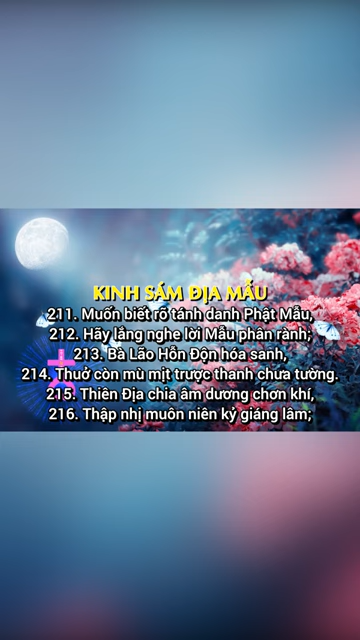 KINH SÁM ĐỊA MẪU
211. Muốn biết rõ tánh danh Phật Mẫu,
212. Hãy lắng nghe lời Mẫu phân rành;
213. Bà Lão Hỗn Độn hóa sanh,
214. Thuở còn mù mịt trược thanh chưa tường.
215. Thiên Địa chia âm dương chơn khí,
216. Thập nhị muôn niên kỷ giáng lâm;